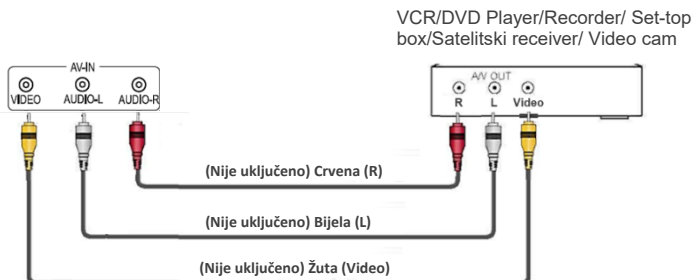 VCR/DVD Player/Recorder/ Set-top
box/Satelitski receiver/ Video cam
AV-IN
VIDEO AUDIO-L AUDIO-R
A/V OUT
R L Video
(Nije uključeno) Crvena (R)
(Nije uključeno) Bijela (L)
(Nije uključeno) Žuta (Video)